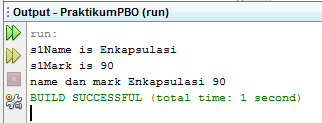 Output - PraktikumPBO (run)
run:
s1Name is Enkapsulasi
s1Mark is 90
name dan mark Enkapsulasi 90
BUILD SUCCESSFUL (total time: 1 second)